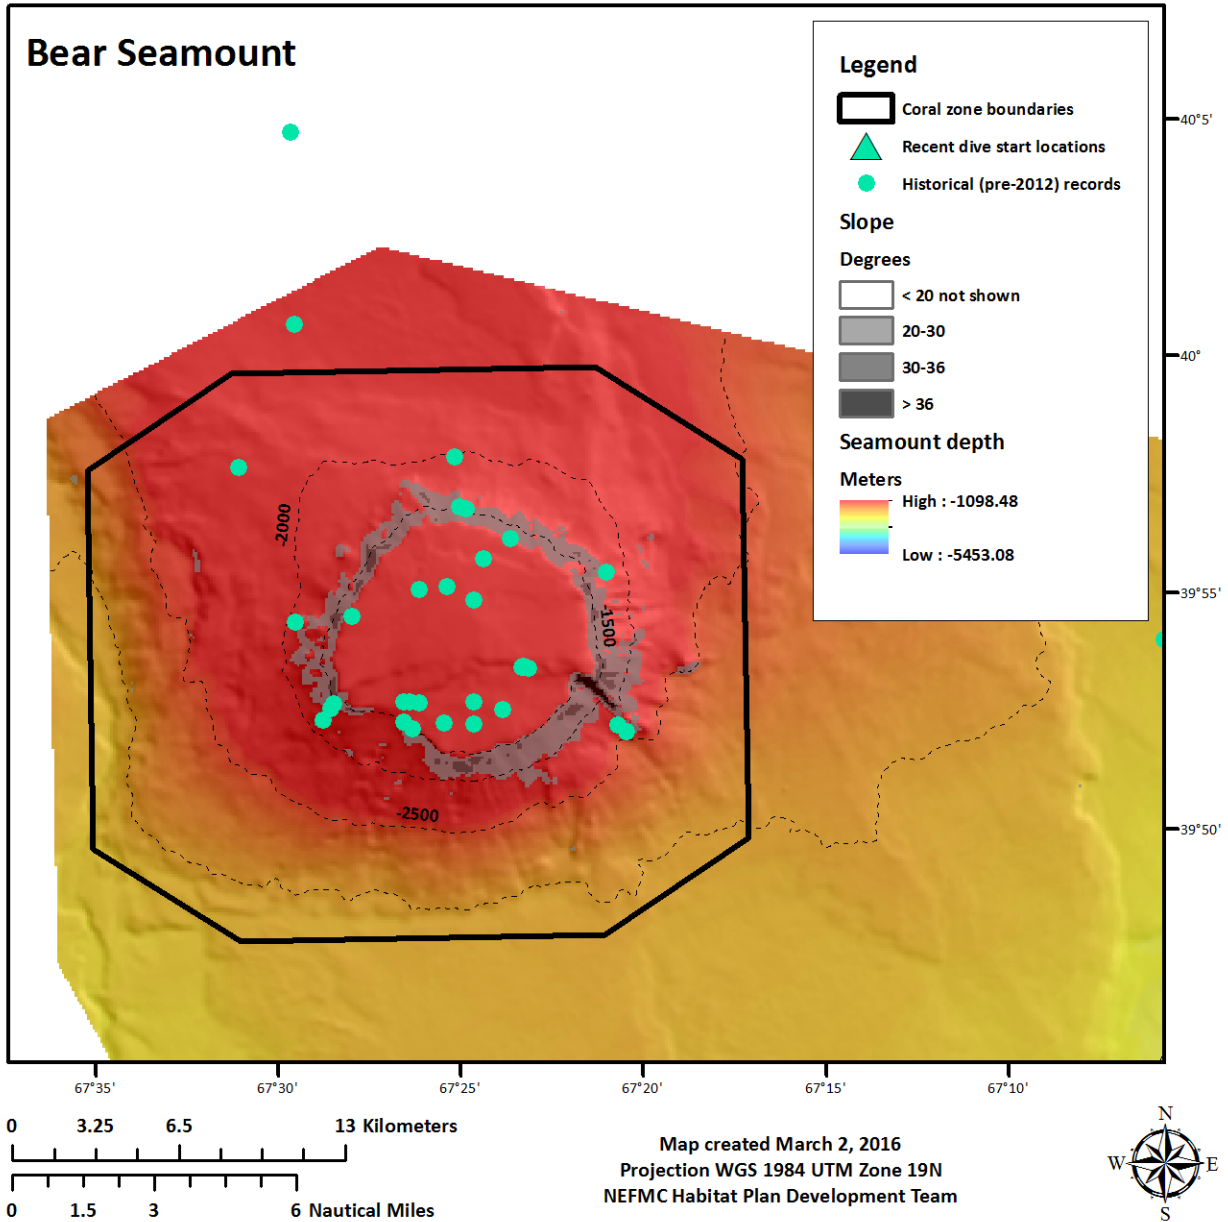 Bear Seamount
Legend
Coral zone boundaries
Recent dive start locations
Historical (pre-2012) records
Slope
Degrees
< 20 not shown
20-30
30-36
> 36
Seamount depth
Meters
High : -1098.48
Low : -5453.08
40°5'
40°
39°55'
39°50'
-2000
-1500
-2500
67°35'
67°30'
67°25'
67°20'
67°15'
67°10'
0 3.25 6.5 13 Kilometers
0 1.5 3 6 Nautical Miles
Map created March 2, 2016
Projection WGS 1984 UTM Zone 19N
NEFMC Habitat Plan Development Team
N
W E
S